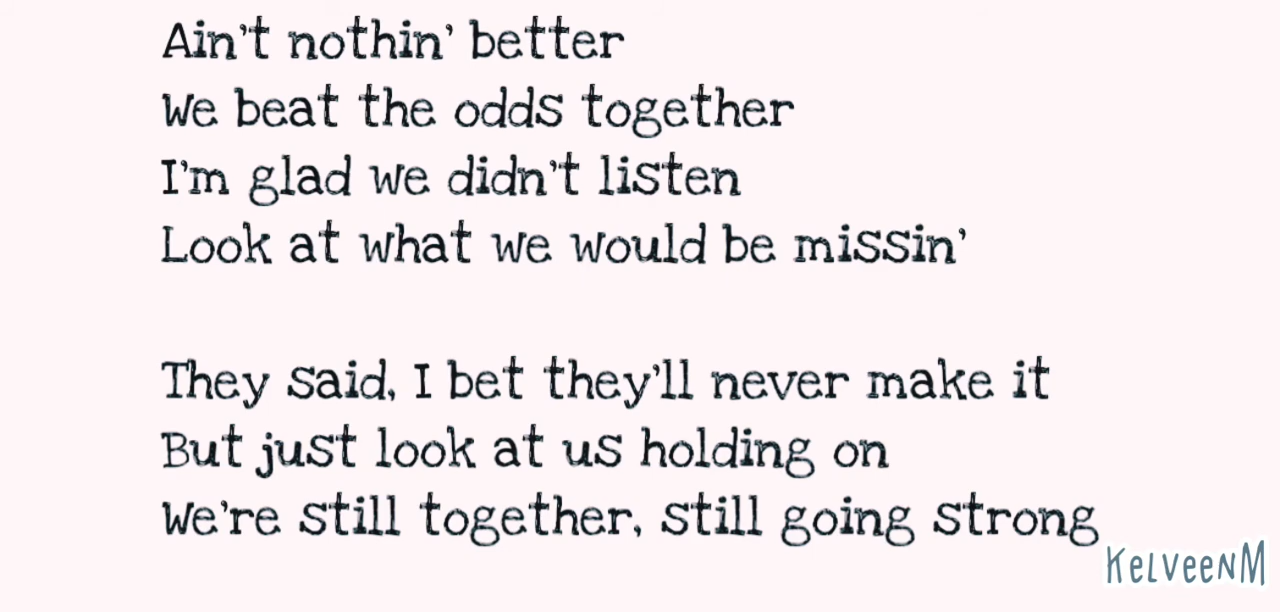 Ain't nothin' better
We beat the odds together
I'm glad we didn't listen
Look at what we would be missin'
They said, I bet they'll never make it
But just look at us holding on
We're still together, still going strong
KelveenM